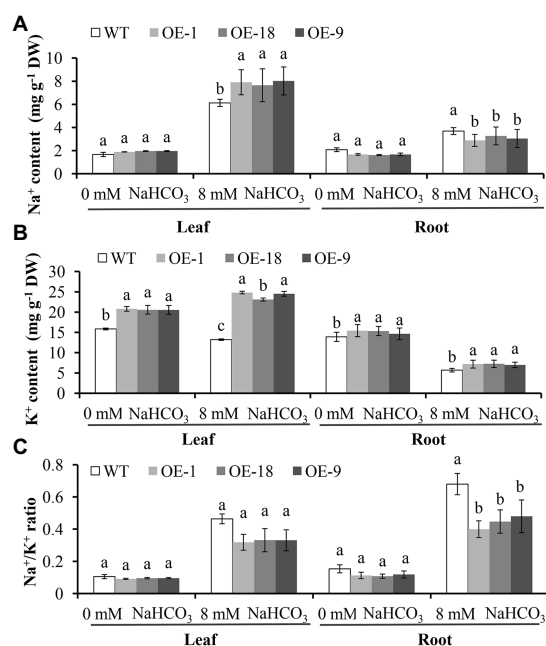 A
WT OE-1 OE-18 OE-9
Na+ content (mg g-1 DW)
10
8
6
4
2
0
a a a a
b a a a
a a a a
a b b b
0 mM NaHCO3 8 mM NaHCO3 0 mM NaHCO3 8 mM NaHCO3
Leaf Root
B
WT OE-1 OE-18 OE-9
K+ content (mg g-1 DW)
30
25
20
15
10
5
0
b a a a
c a b a
b a a a
b a a a
0 mM NaHCO3 8 mM NaHCO3 0 mM NaHCO3 8 mM NaHCO3
Leaf Root
C
WT OE-1 OE-18 OE-9
Na+/K+ ratio
0.8
0.6
0.4
0.2
0
a a a a
a a a a
a a a a
a b b b
0 mM NaHCO3 8 mM NaHCO3 0 mM NaHCO3 8 mM NaHCO3
Leaf Root